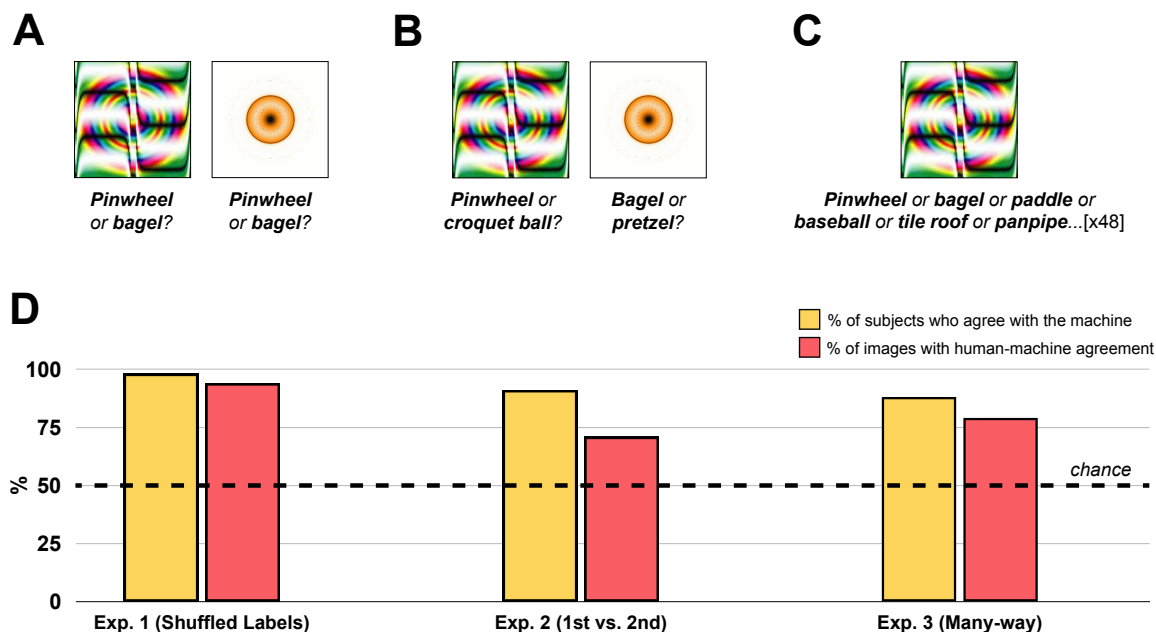 A
Pinwheel
or bagel?
Pinwheel
or bagel?
B
Pinwheel or
croquet ball?
Bagel or
pretzel?
C
Pinwheel or bagel or paddle or
baseball or tile roof or panpipe...[x48]
D
% of subjects who agree with the machine
% of images with human-machine agreement
%
100
75
50
25
0
chance
Exp. 1 (Shuffled Labels)
Exp. 2 (1st vs. 2nd)
Exp. 3 (Many-way)